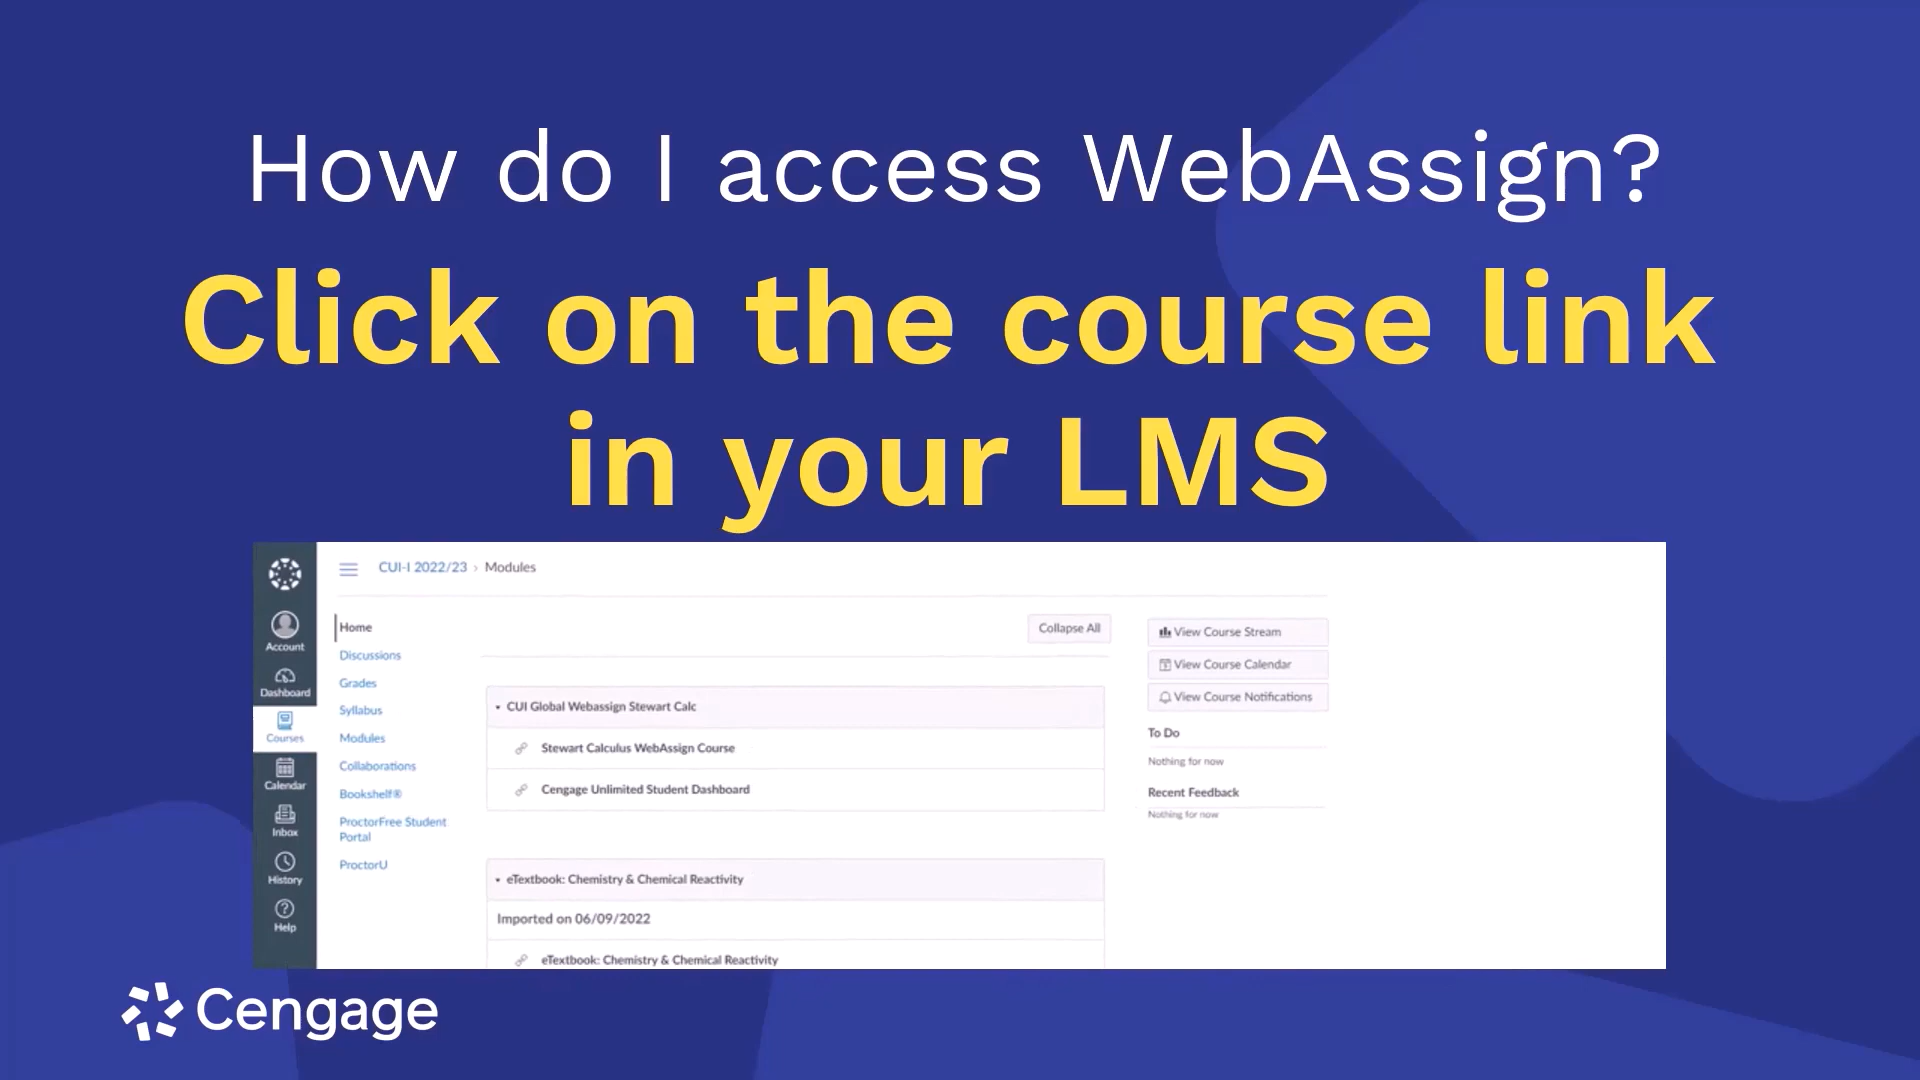 How do I access WebAssign?
Click on the course link
in your LMS
CUI-I 2022/23 › Modules
Account
Dashboard
Courses
Calendar
Inbox
History
Help
Home
Discussions
Grades
Syllabus
Modules
Collaborations
Bookshelf®
ProctorFree Student
Portal
ProctorU
Collapse All
CUI Global Webassign Stewart Calc
Stewart Calculus WebAssign Course
Cengage Unlimited Student Dashboard
eTextbook: Chemistry & Chemical Reactivity
Imported on 06/09/2022
eTextbook: Chemistry & Chemical Reactivity
View Course Stream
View Course Calendar
View Course Notifications
To Do
Nothing for now
Recent Feedback
Nothing for now
Cengage